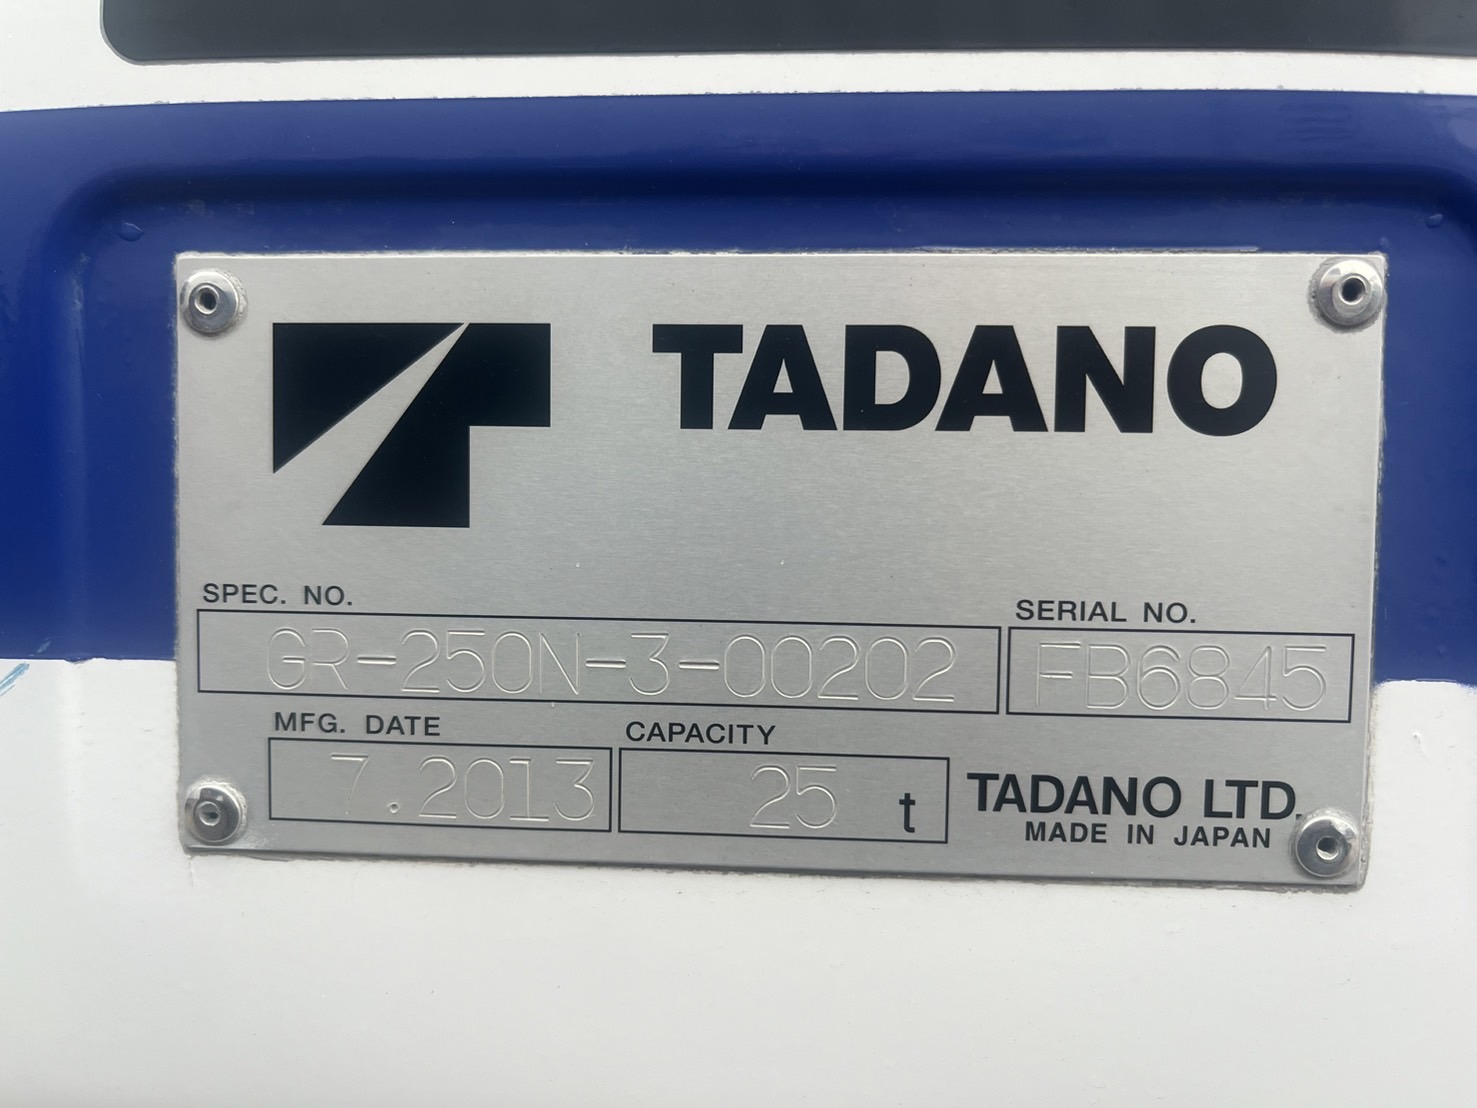 TADANO
SPEC. NO.
GR-250N-3-00202
SERIAL NO.
FB6845
MFG. DATE
7.2013
CAPACITY
25 t
TADANO LTD.
MADE IN JAPAN